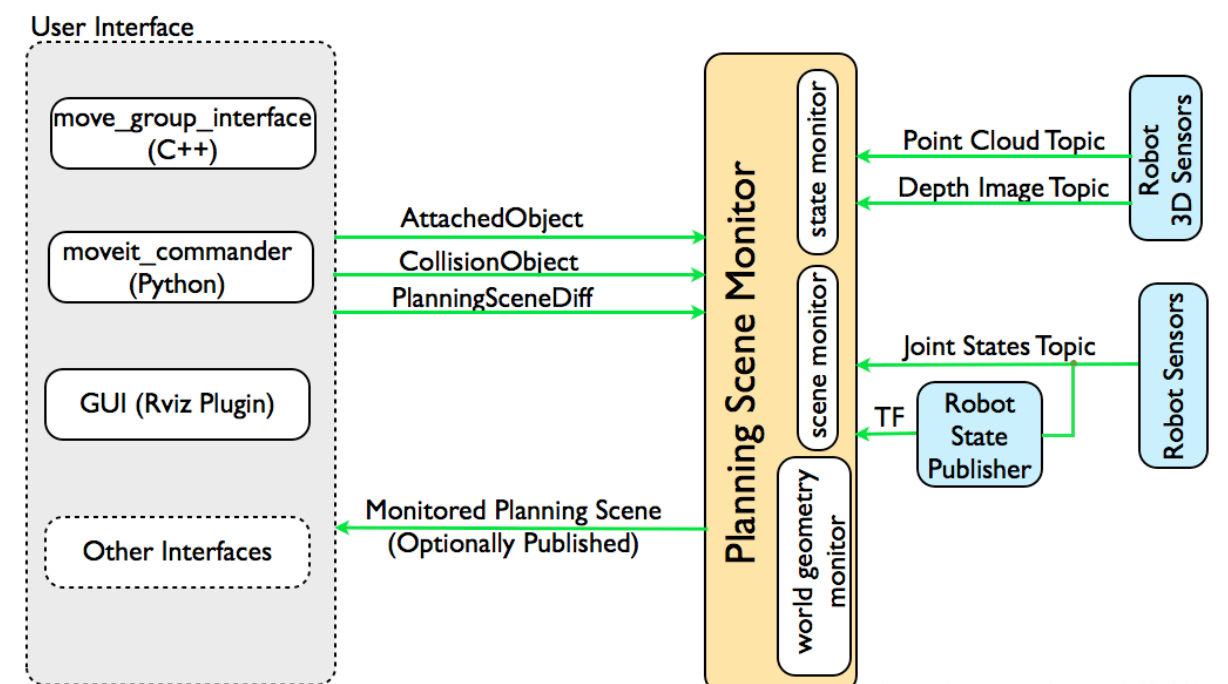 User Interface
move_group_interface
(C++)
moveit_commander
(Python)
GUI (Rviz Plugin)
Other Interfaces
AttachedObject
CollisionObject
PlanningSceneDiff
Monitored Planning Scene
(Optionally Published)
Planning Scene Monitor
state monitor
scene monitor
world geometry
monitor
Point Cloud Topic
Depth Image Topic
Joint States Topic
TF
Robot
State
Publisher
Robot
3D Sensors
Robot Sensors